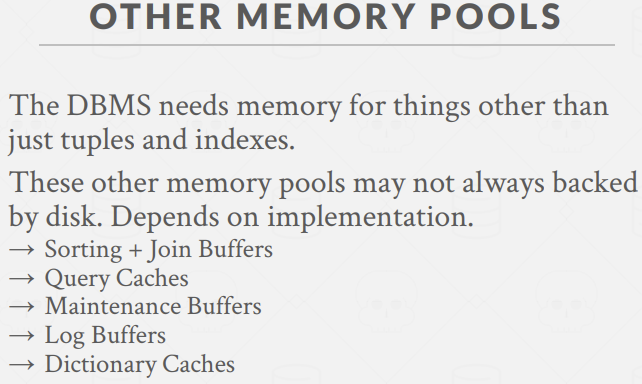 OTHER MEMORY POOLS
The DBMS needs memory for things other than
just tuples and indexes.
These other memory pools may not always backed
by disk. Depends on implementation.
→ Sorting + Join Buffers
→ Query Caches
→ Maintenance Buffers
→ Log Buffers
→ Dictionary Caches